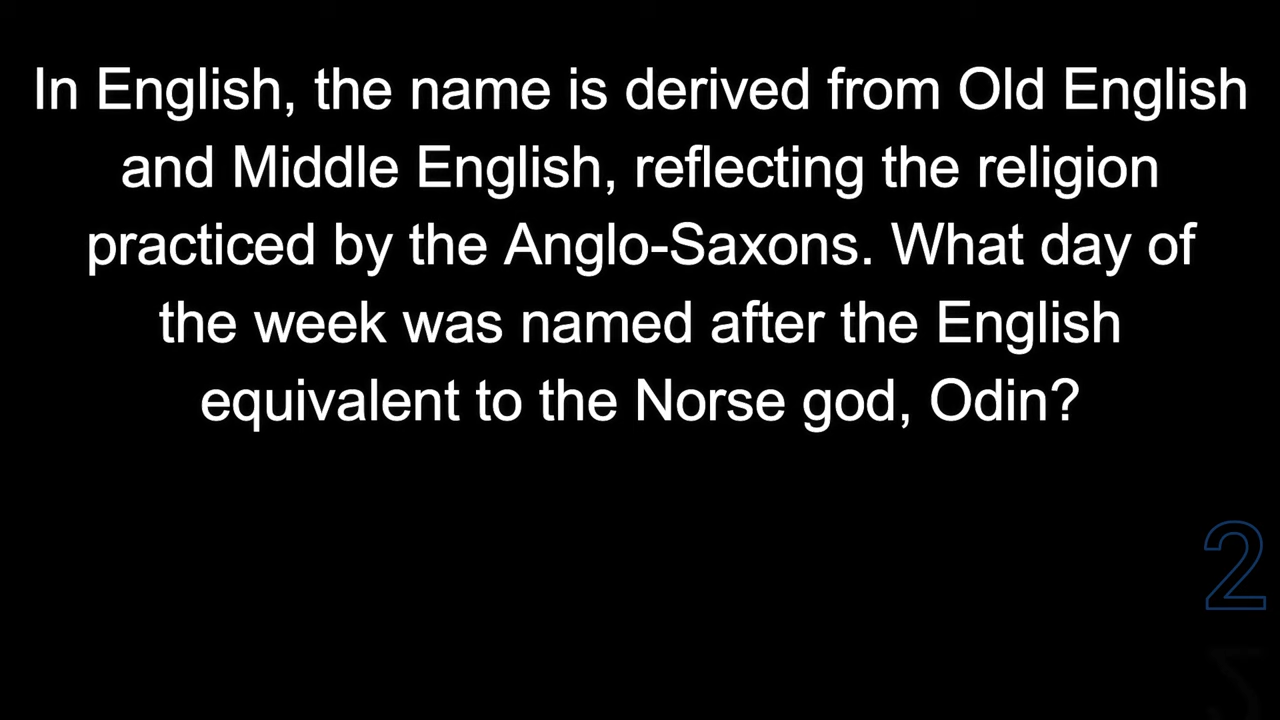 In English, the name is derived from Old English
and Middle English, reflecting the religion
practiced by the Anglo-Saxons. What day of
the week was named after the English
equivalent to the Norse god, Odin?
2